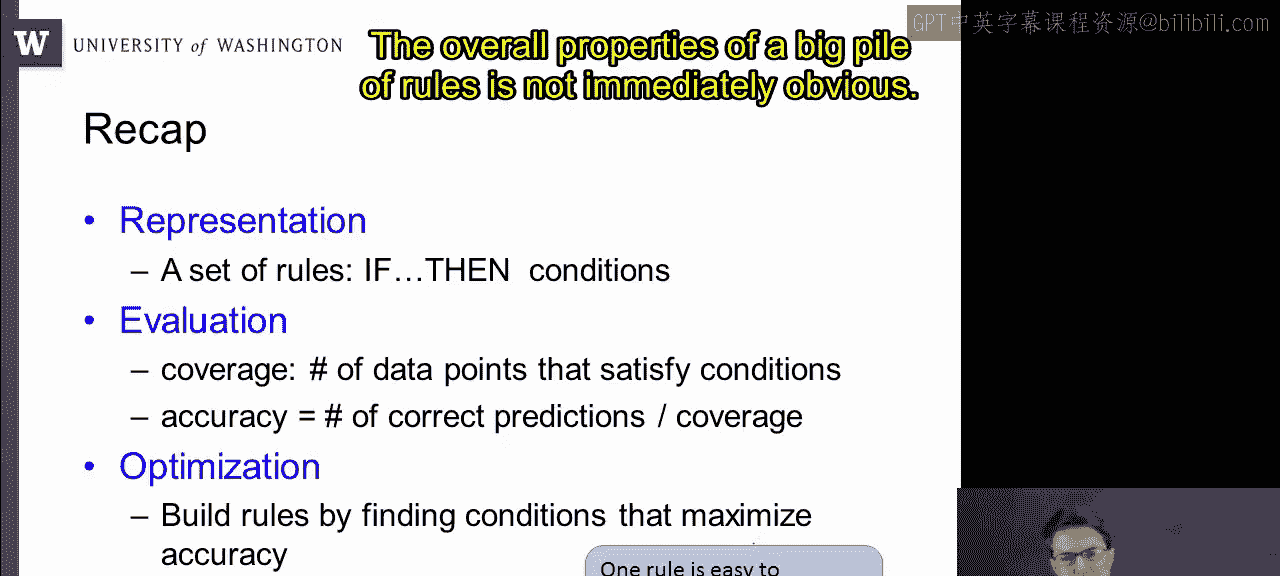 W UNIVERSITY of WASHINGTON
GPT中英字幕课程资源@bilibili.com
The overall properties of a big pile
of rules is not immediately obvious.
Recap
• Representation
– A set of rules: IF…THEN conditions
• Evaluation
– coverage: # of data points that satisfy conditions
– accuracy = # of correct predictions / coverage
• Optimization
– Build rules by finding conditions that maximize
accuracy
One rule is easy to